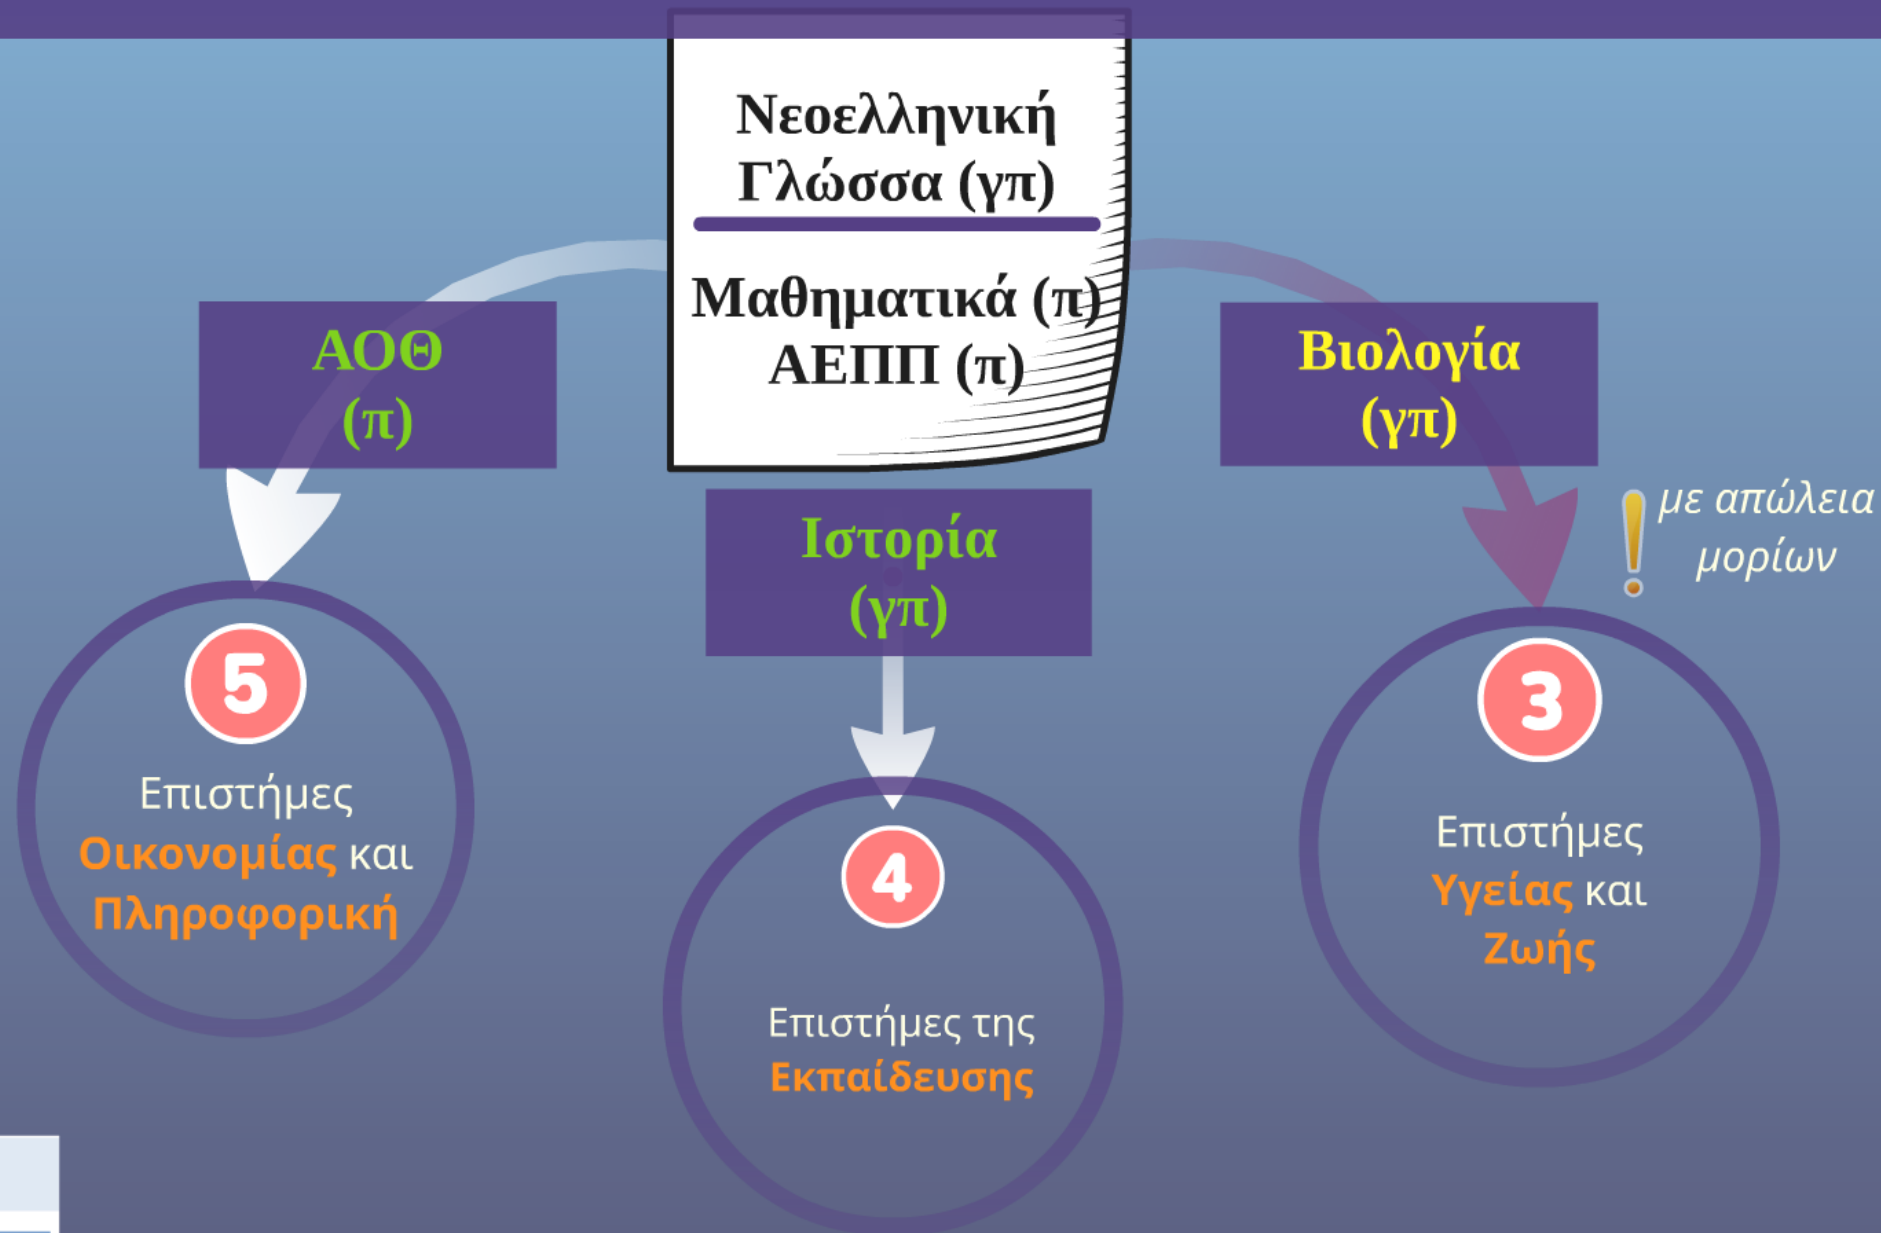 Νεοελληνική
Γλώσσα (γπ)
Μαθηματικά (π)
ΑΕΠΠ (π)
ΑΟΘ
(π)
Ιστορία
(γπ)
Βιολογία
(γπ)
με απώλεια
μορίων
5
Επιστήμες
Οικονομίας και
Πληροφορική
4
Επιστήμες της
Εκπαίδευσης
3
Επιστήμες
Υγείας και
Ζωής